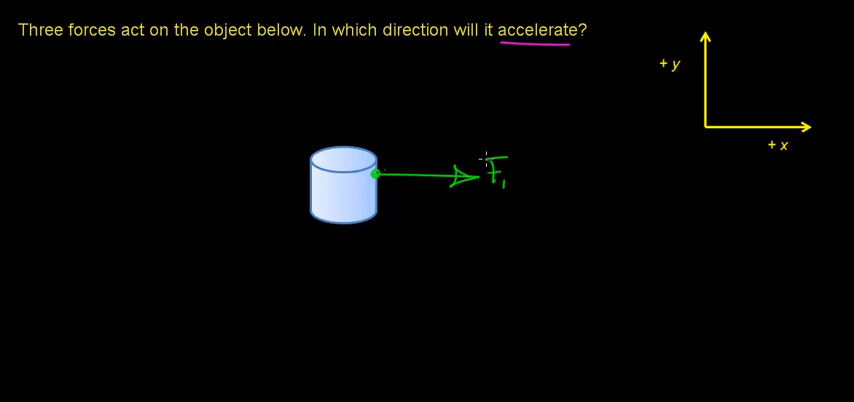 Three forces act on the object below. In which direction will it accelerate?
+ y
+ x
F₁